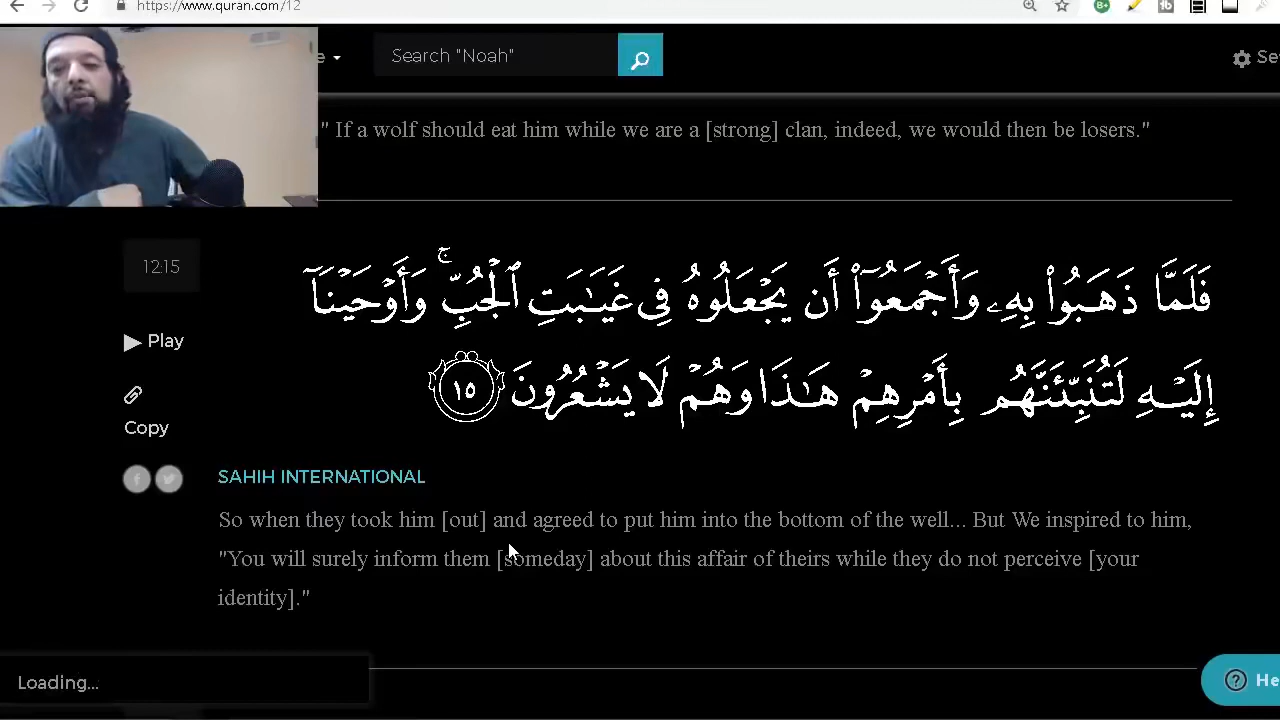 https://www.quran.com/12
e
Search "Noah"
Se
" If a wolf should eat him while we are a [strong] clan, indeed, we would then be losers."
12:15
فَلَمَّا ذَهَبُوا۟ بِهِۦ وَأَجْمَعُوٓا۟ أَن يَجْعَلُوهُ فِى غَيَـٰبَتِ ٱلْجُبِّ ۚ وَأَوْحَيْنَآ
إِلَيْهِ لَتُنَبِّئَنَّهُم بِأَمْرِهِمْ هَـٰذَا وَهُمْ لَا يَشْعُرُونَ ١٥
Play
Copy
SAHIH INTERNATIONAL
So when they took him [out] and agreed to put him into the bottom of the well... But We inspired to him,
"You will surely inform them [someday] about this affair of theirs while they do not perceive [your
identity]."
Loading...
? He